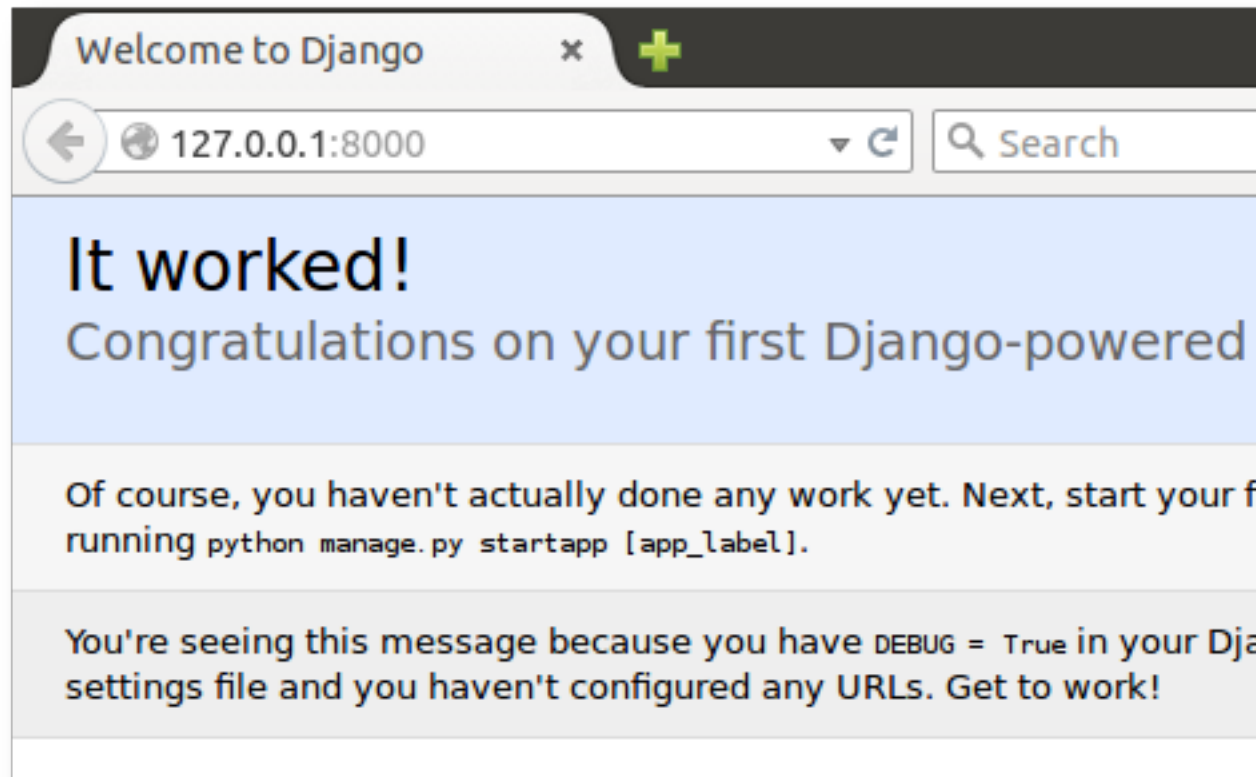 Welcome to Django
127.0.0.1:8000
Search
It worked!
Congratulations on your first Django-powered
Of course, you haven't actually done any work yet. Next, start your f
running python manage.py startapp [app_label].
You're seeing this message because you have DEBUG = True in your Dja
settings file and you haven't configured any URLs. Get to work!